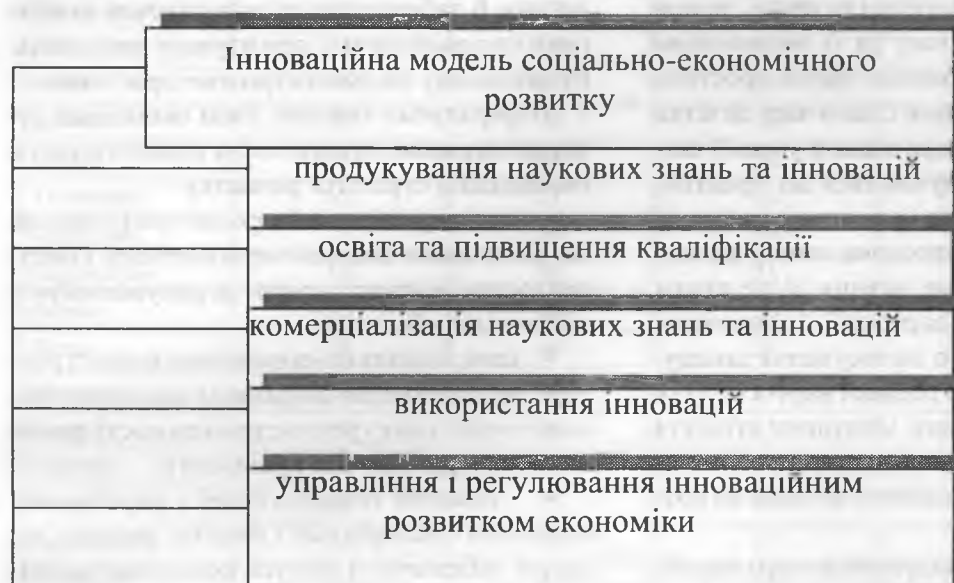 Інноваційна модель соціально-економічного
розвитку
продукування наукових знань та інновацій
освіта та підвищення кваліфікації
комерціалізація наукових знань та інновацій
використання інновацій
управління і регулювання інноваційним
розвитком економіки